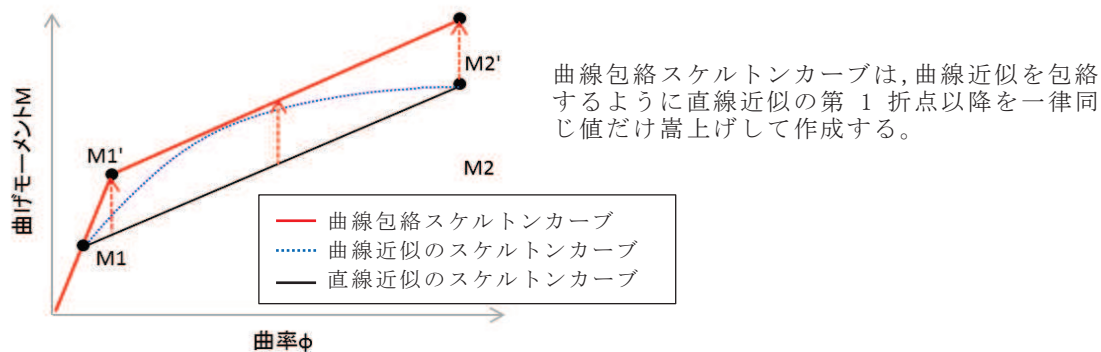 曲げモーメントM
M2'
M1'
M2
M1
曲率φ
曲線包絡スケルトンカーブ
曲線近似のスケルトンカーブ
直線近似のスケルトンカーブ
曲線包絡スケルトンカーブは,曲線近似を包絡
するように直線近似の第 1 折点以降を一律同
じ値だけ嵩上げして作成する。